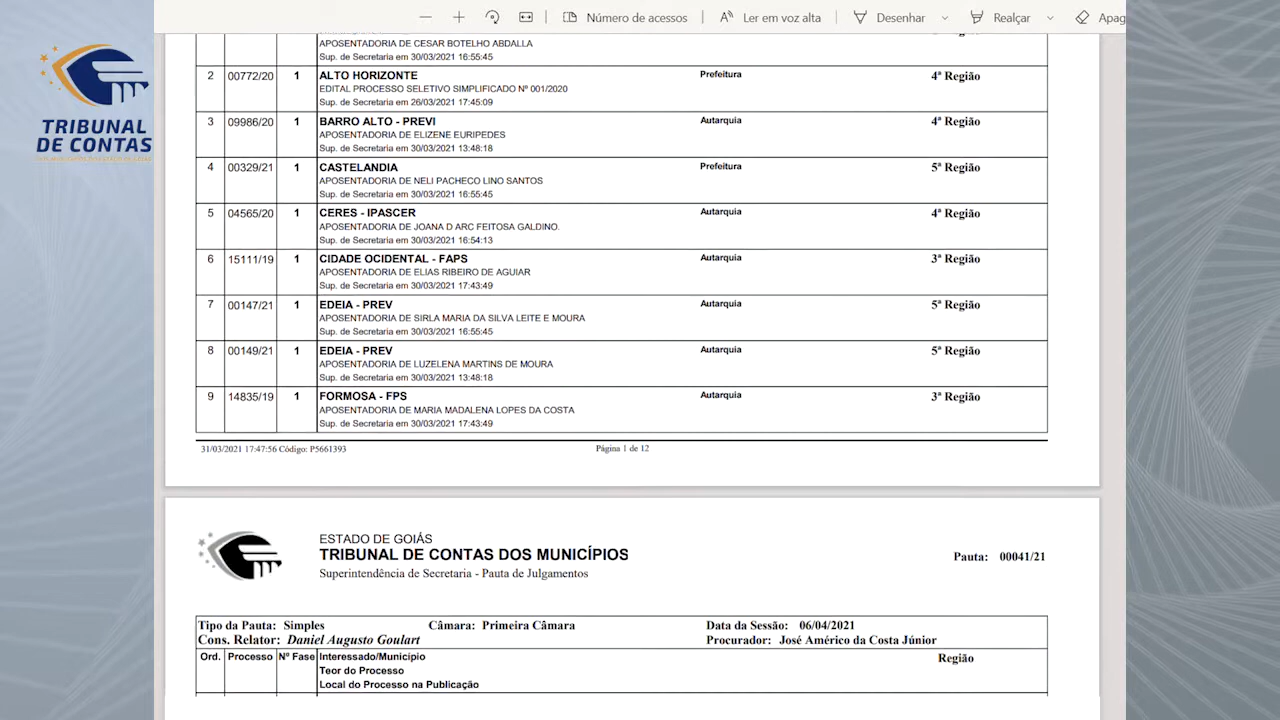 Número de acessos
Ler em voz alta
Desenhar
Realçar
Apag
TRIBUNAL
DE CONTAS
APOSENTADORIA DE CESAR BOTELHO ABDALLA
Sup. de Secretaria em 30/03/2021 16:55:45
2 00772/20 1 ALTO HORIZONTE Prefeitura 4ª Região
EDITAL PROCESSO SELETIVO SIMPLIFICADO Nº 001/2020
Sup. de Secretaria em 26/03/2021 17:45:09
3 09986/20 1 BARRO ALTO - PREVI Autarquia 4ª Região
APOSENTADORIA DE ELIZENE EURIPEDES
Sup. de Secretaria em 30/03/2021 13:48:18
4 00329/21 1 CASTELANDIA Prefeitura 5ª Região
APOSENTADORIA DE NELI PACHECO LINO SANTOS
Sup. de Secretaria em 30/03/2021 16:55:45
5 04565/20 1 CERES - IPASCER Autarquia 4ª Região
APOSENTADORIA DE JOANA D ARC FEITOSA GALDINO.
Sup. de Secretaria em 30/03/2021 16:54:13
6 15111/19 1 CIDADE OCIDENTAL - FAPS Autarquia 3ª Região
APOSENTADORIA DE ELIAS RIBEIRO DE AGUIAR
Sup. de Secretaria em 30/03/2021 17:43:49
7 00147/21 1 EDEIA - PREV Autarquia 5ª Região
APOSENTADORIA DE SIRLA MARIA DA SILVA LEITE E MOURA
Sup. de Secretaria em 30/03/2021 16:55:45
8 00149/21 1 EDEIA - PREV Autarquia 5ª Região
APOSENTADORIA DE LUZELENA MARTINS DE MOURA
Sup. de Secretaria em 30/03/2021 13:48:18
9 14835/19 1 FORMOSA - FPS Autarquia 3ª Região
APOSENTADORIA DE MARIA MADALENA LOPES DA COSTA
Sup. de Secretaria em 30/03/2021 17:43:49
31/03/2021 17:47:56 Código: P5661393 Página 1 de 12
ESTADO DE GOIÁS
TRIBUNAL DE CONTAS DOS MUNICÍPIOS
Pauta: 00041/21
Superintendência de Secretaria - Pauta de Julgamentos
Tipo da Pauta: Simples Câmara: Primeira Câmara Data da Sessão: 06/04/2021
Cons. Relator: Daniel Augusto Goulart Procurador: José Américo da Costa Júnior
Ord. Processo Nº Fase Interessado/Município Região
Teor do Processo
Local do Processo na Publicação